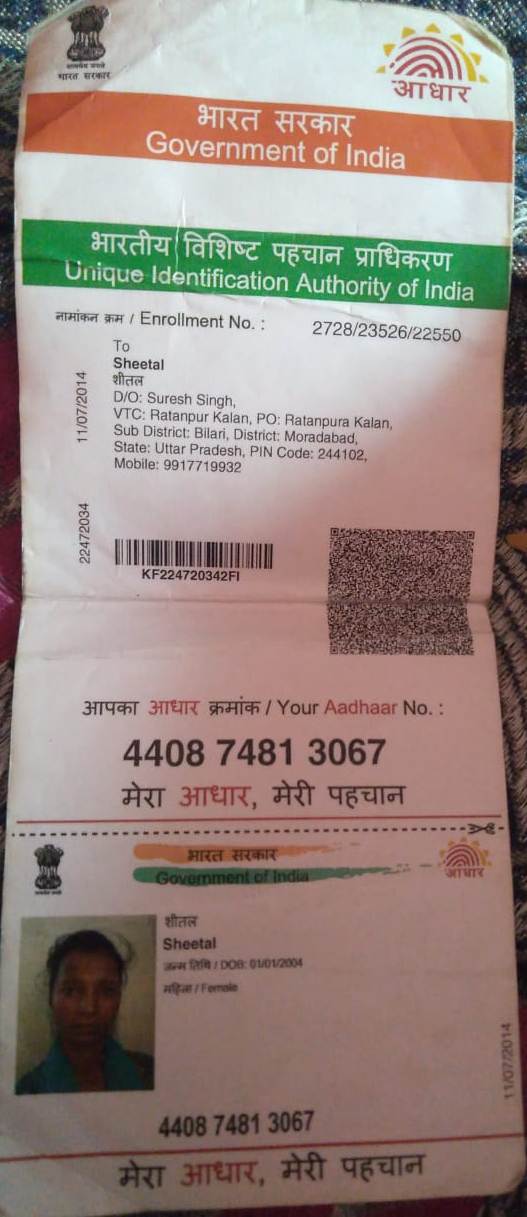 भारत सरकार
आधार
भारत सरकार
Government of India
भारतीय विशिष्ट पहचान प्राधिकरण
Unique Identification Authority of India
नामांकन क्रम / Enrollment No. : 2728/23526/22550
To
Sheetal
शीतल
D/O: Suresh Singh,
VTC: Ratanpur Kalan, PO: Ratanpura Kalan,
Sub District: Bilari, District: Moradabad,
State: Uttar Pradesh, PIN Code: 244102,
Mobile: 9917719932
11/07/2014
22472034
KF224720342FI
आपका आधार क्रमांक / Your Aadhaar No. :
4408 7481 3067
मेरा आधार, मेरी पहचान
भारत सरकार
Government of India
आधार
शीतल
Sheetal
जन्म तिथि / DOB: 01/01/2004
महिला / Female
11/07/2014
4408 7481 3067
मेरा आधार, मेरी पहचान